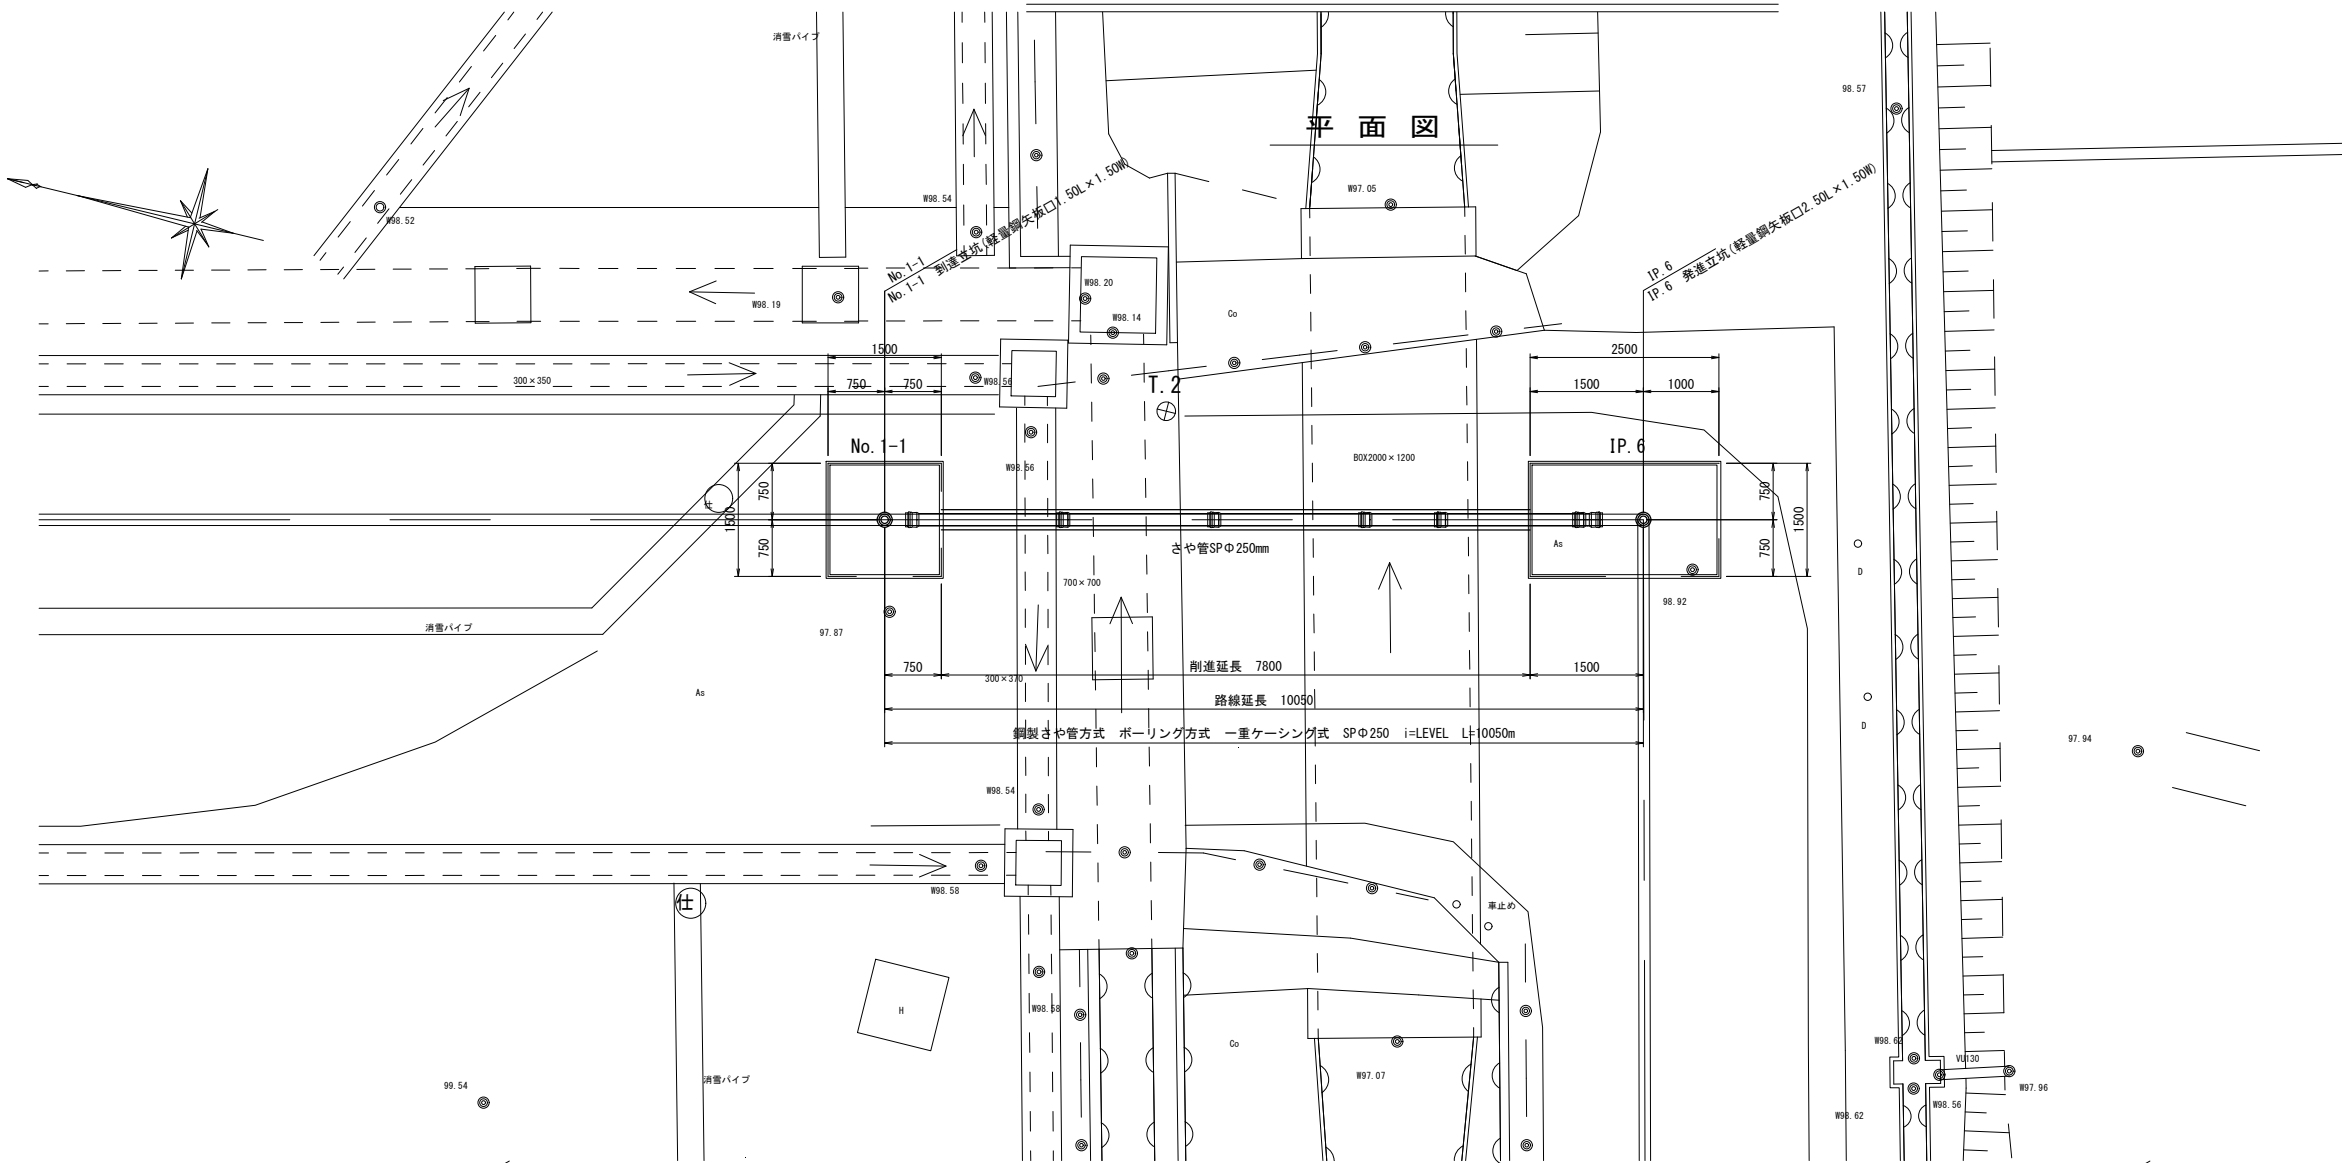 消雪パイプ
98.57
平面図
W97.05
W98.54
W98.52
No.1-1
No.1-1 到達立坑(軽量鋼矢板□1.50L×1.50W)
IP.6
IP.6 発進立坑(軽量鋼矢板□2.50L×1.50W)
W98.20
W98.19
W98.14
Co
1500
2500
300×350
W98.56
750
750
T.2
1500
1000
No.1-1
IP.6
BOX2000×1200
W98.56
750
1500
750
仕
750
1500
750
As
さや管SPΦ250mm
D
700×700
98.92
消雪パイプ
97.87
750
削進延長 7800
1500
300×370
As
路線延長 10050
D
鋼製さや管方式 ボーリング方式 一重ケーシング式 SPΦ250 i=LEVEL L=10050m
97.94
W98.54
W98.58
仕
車止め
H
W98.58
Co
W98.62
VU130
消雪パイプ
W97.07
99.54
W97.96
W98.56
W98.62